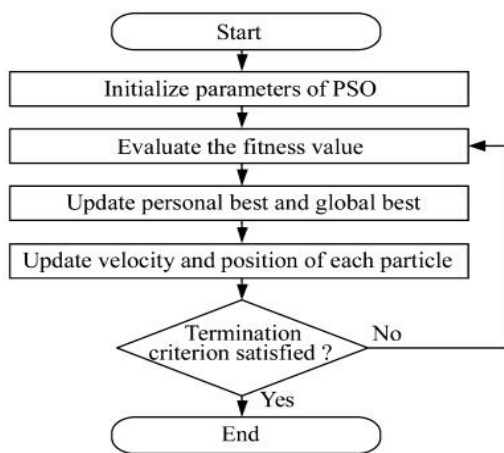 Start
Initialize parameters of PSO
Evaluate the fitness value
Update personal best and global best
Update velocity and position of each particle
Termination
criterion satisfied ?
No
Yes
End